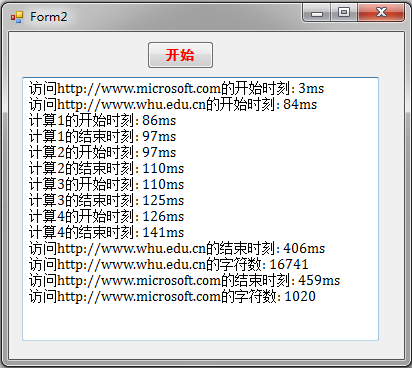 Form2
开始
访问http://www.microsoft.com的开始时刻: 3ms
访问http://www.whu.edu.cn的开始时刻: 84ms
计算1的开始时刻: 86ms
计算1的结束时刻: 97ms
计算2的开始时刻: 97ms
计算2的结束时刻: 110ms
计算3的开始时刻: 110ms
计算3的结束时刻: 125ms
计算4的开始时刻: 126ms
计算4的结束时刻: 141ms
访问http://www.whu.edu.cn的结束时刻: 406ms
访问http://www.whu.edu.cn的字符数: 16741
访问http://www.microsoft.com的结束时刻: 459ms
访问http://www.microsoft.com的字符数: 1020